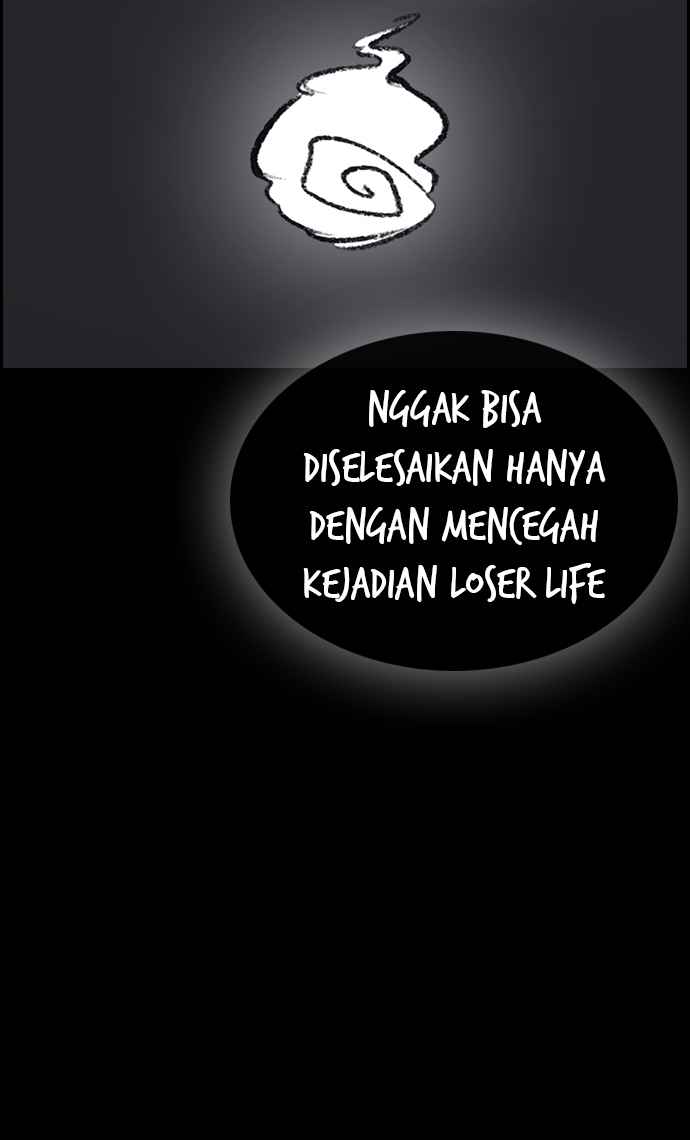 NGGAK BISA
DISELESAIKAN HANYA
DENGAN MENCEGAH
KEJADIAN LOSER LIFE